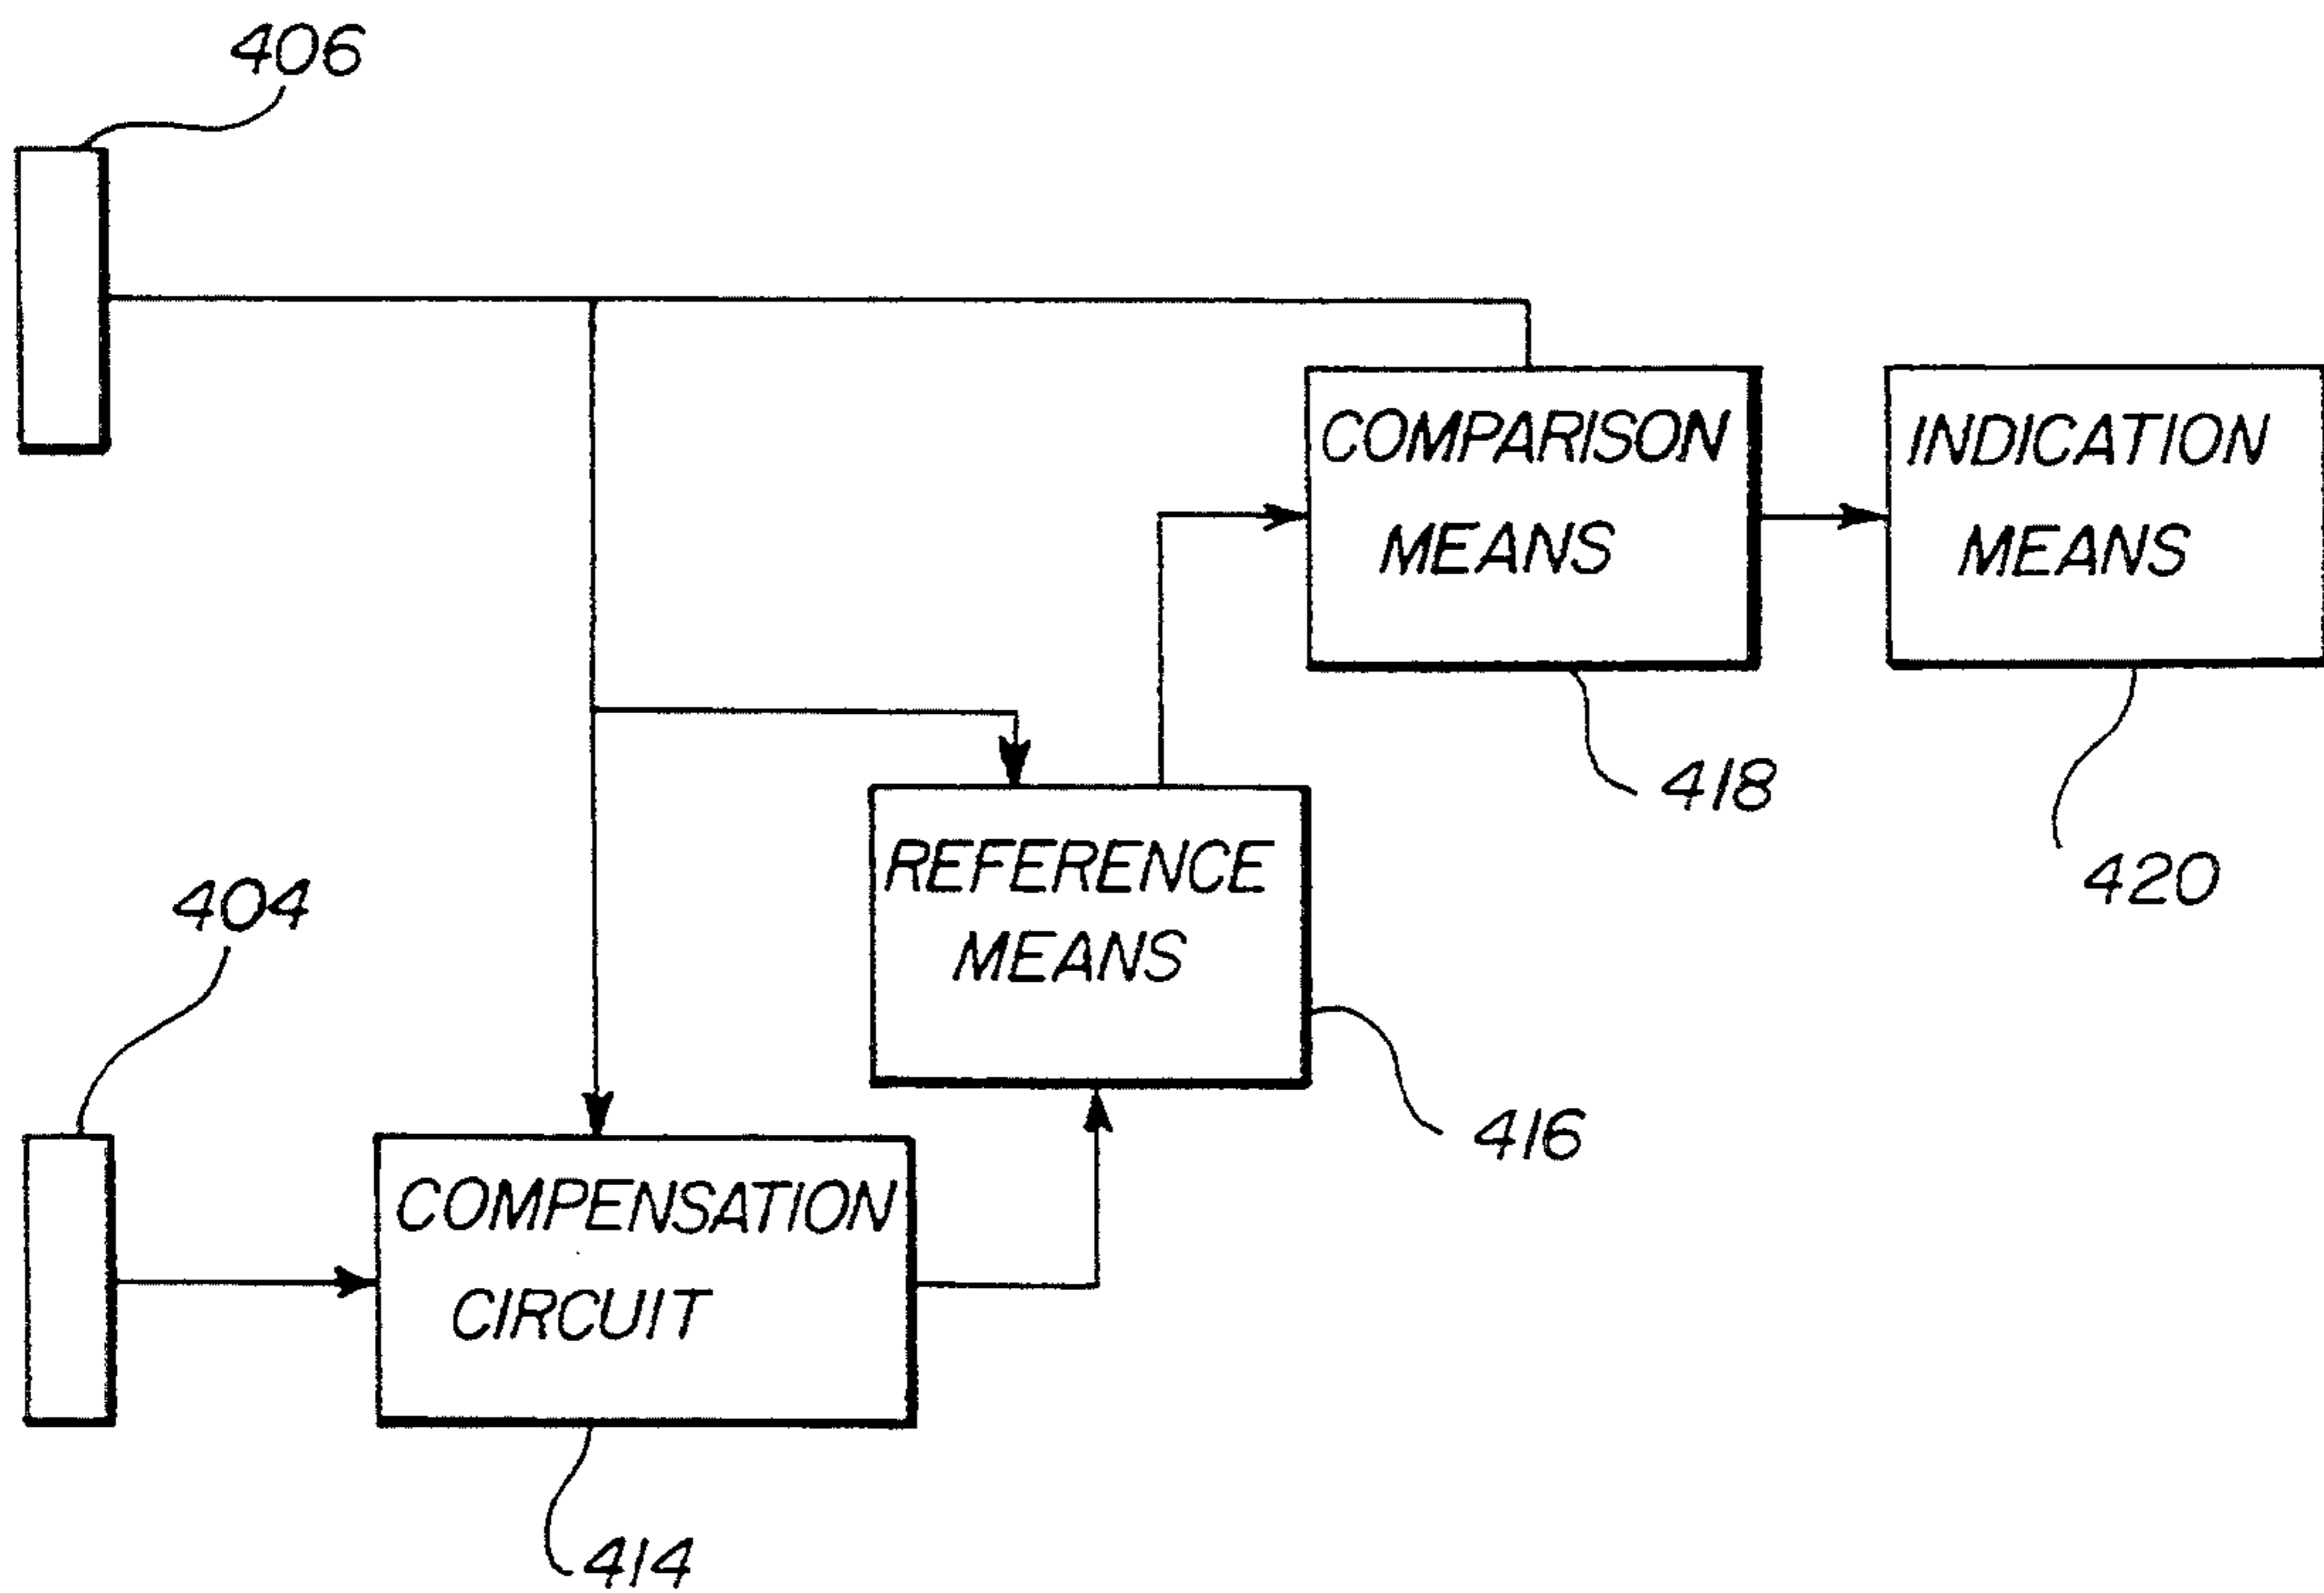 406
COMPARISON
MEANS
INDICATION
MEANS
418
420
REFERENCE
MEANS
416
404
COMPENSATION
CIRCUIT
414